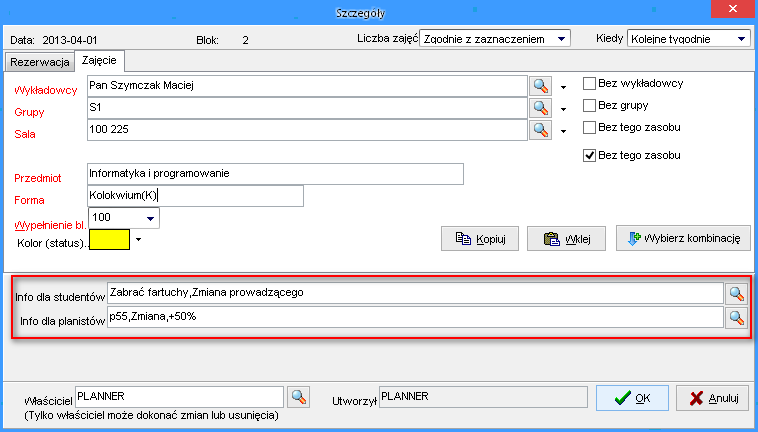 Szczegóły
Data: 2013-04-01 Blok: 2 Liczba zajęć Zgodnie z zaznaczeniem Kiedy Kolejne tygodnie
Rezerwacja Zajęcie
Wykładowcy Pan Szymczak Maciej Bez wykładowcy
Grupy S1 Bez grupy
Sala 100 225 Bez tego zasobu
Bez tego zasobu
Przedmiot Informatyka i programowanie
Forma Kolokwium(K)
Wypełnienie bl. 100
Kolor (status).. Kopiuj Wklej Wybierz kombinację
Info dla studentów Zabrać fartuchy,Zmiana prowadzącego
Info dla planistów p55,Zmiana,+50%
Właściciel PLANNER Utworzył PLANNER OK Anuluj
(Tylko właściciel może dokonać zmian lub usunięcia)